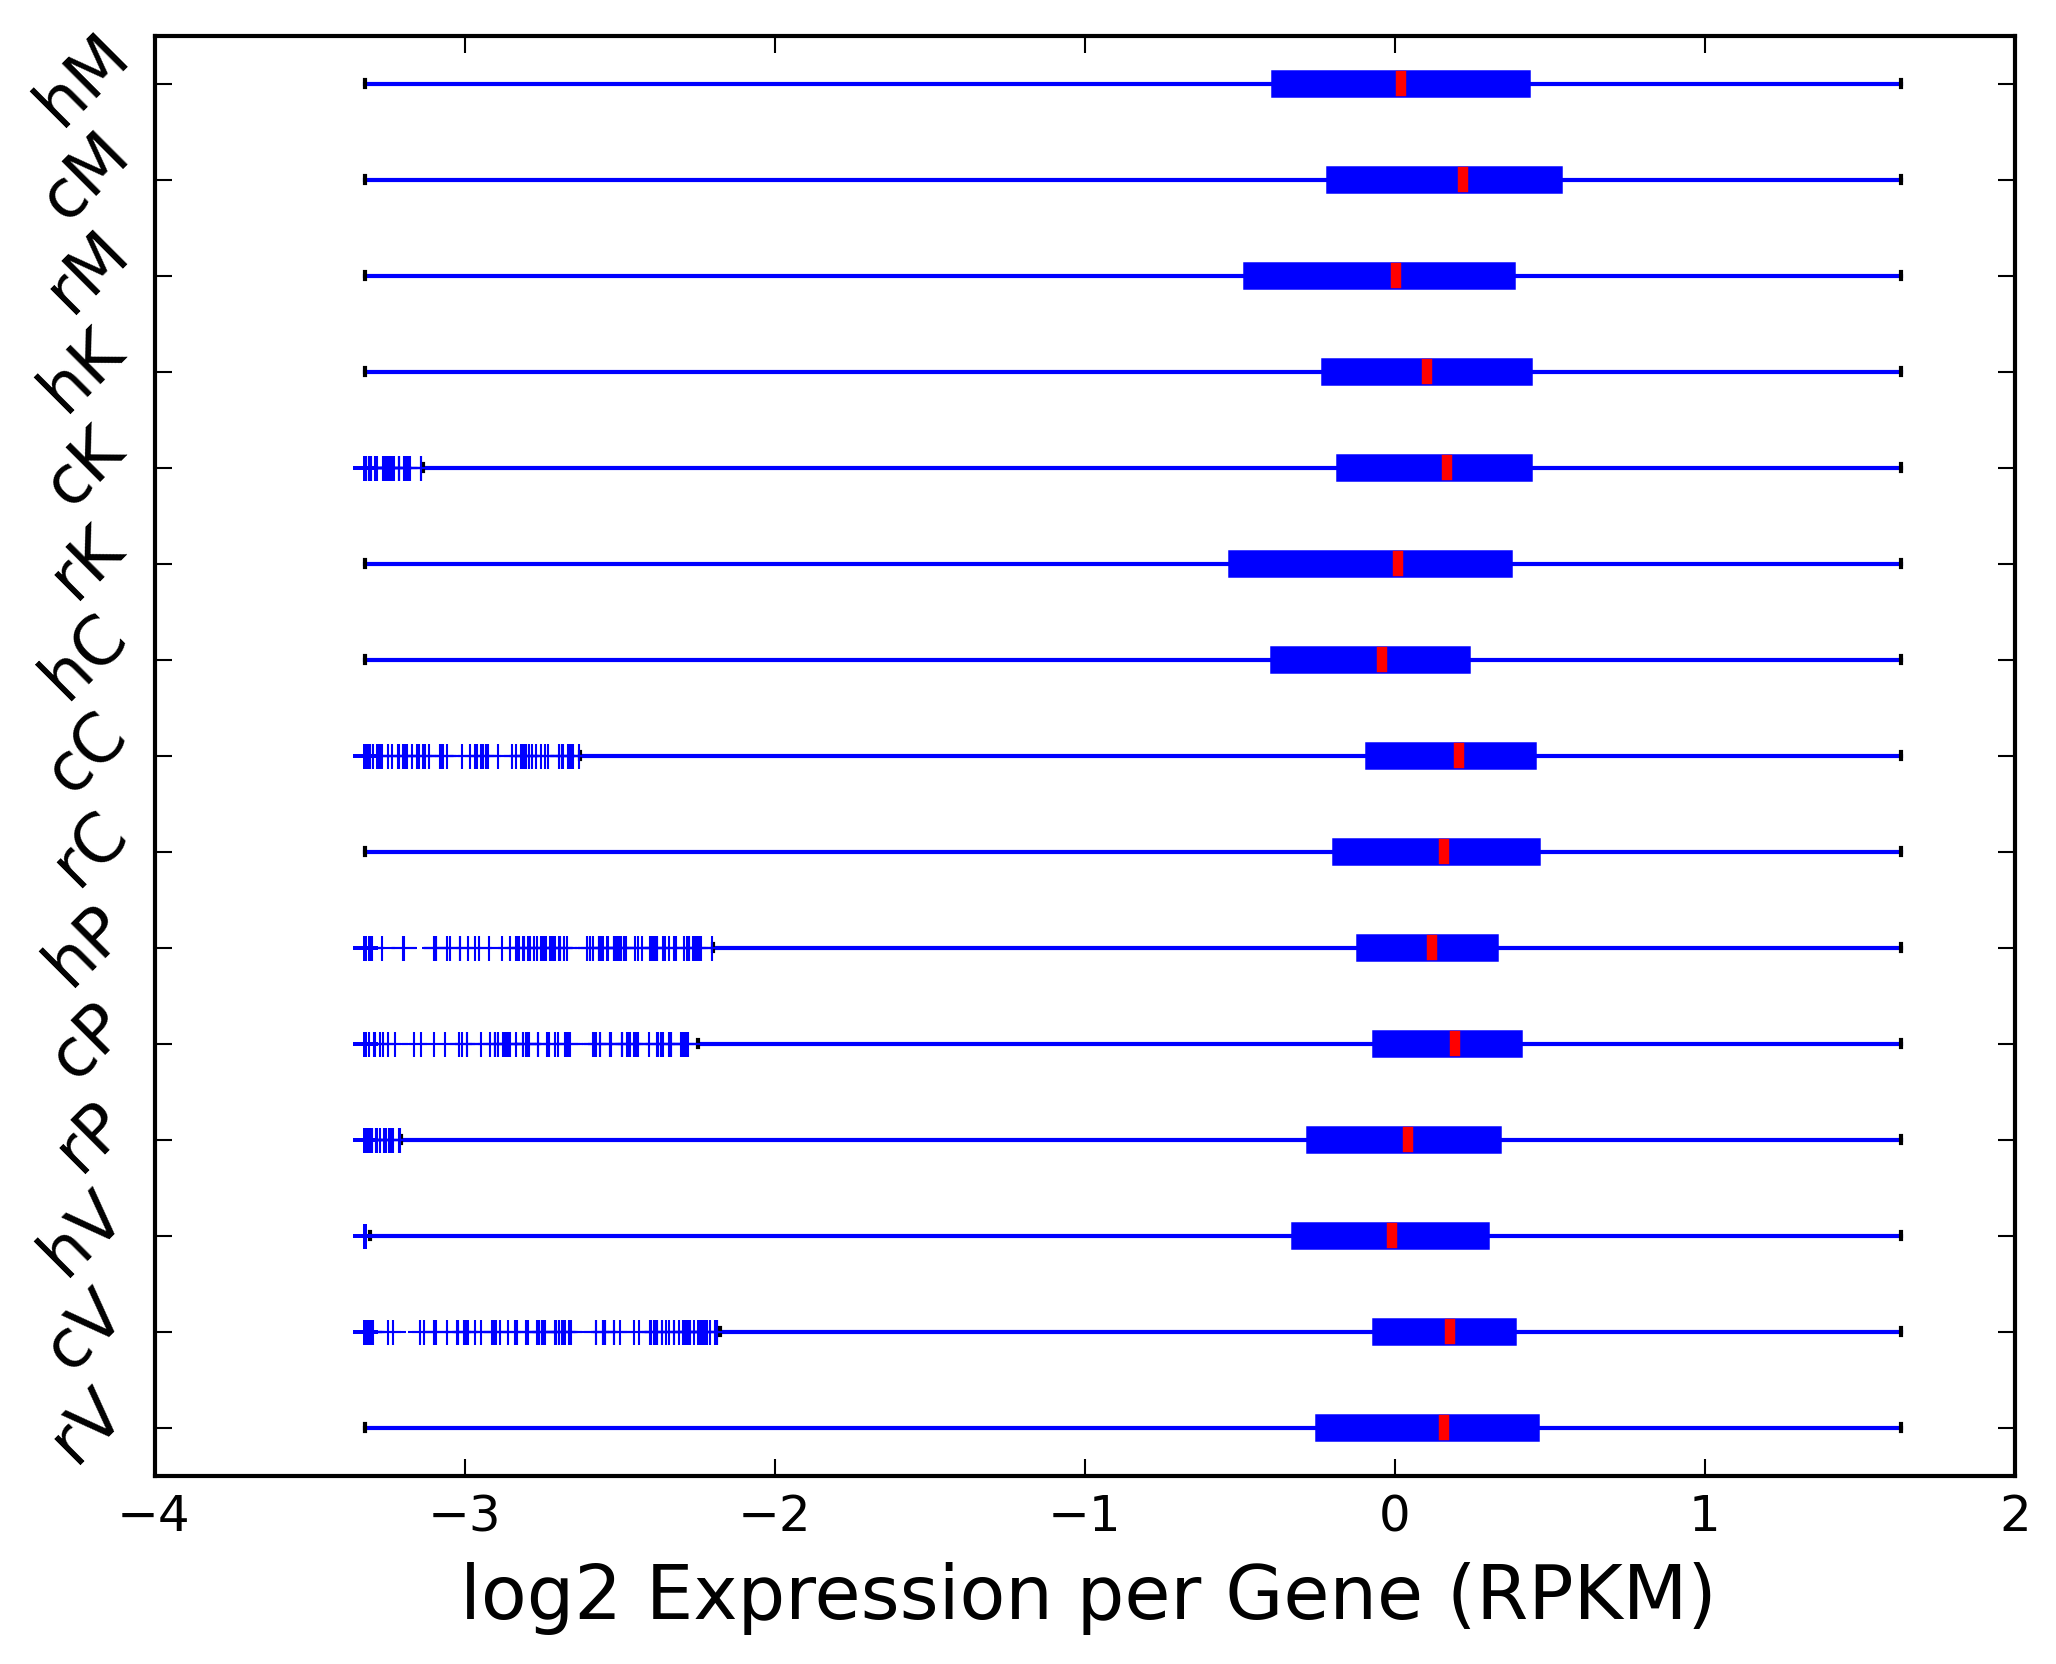 hM
cM
rM
hK
cK
rK
hC
cC
rC
hP
cP
rP
hV
cV
rV
−4 −3 −2 −1 0 1 2
log2 Expression per Gene (RPKM)